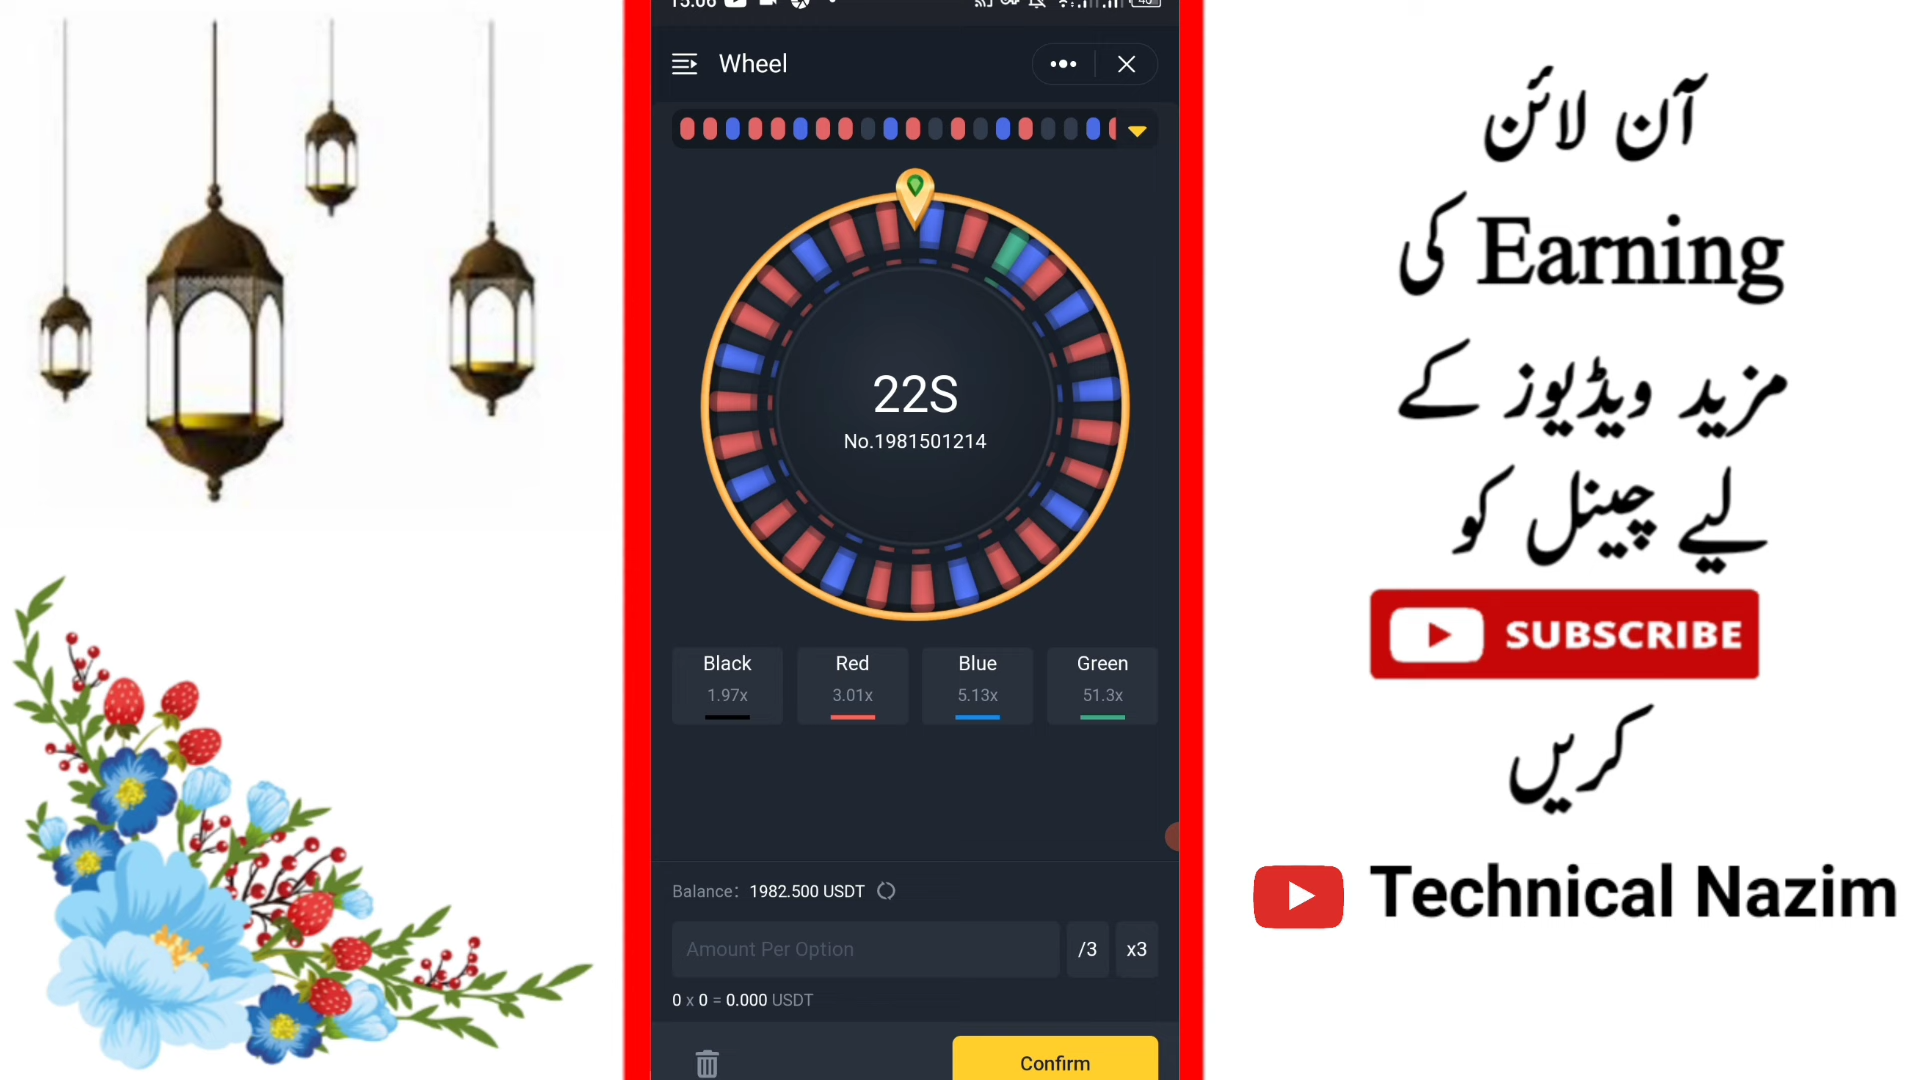 15:06
Wheel
22S
No.1981501214
Black
1.97x
Red
3.01x
Blue
5.13x
Green
51.3x
Balance: 1982.500 USDT
Amount Per Option
/3
x3
0 x 0 = 0.000 USDT
Confirm
آن لائن
Earning کی
مزید ویڈیوز کے
لیے چینل کو
SUBSCRIBE
کریں
Technical Nazim